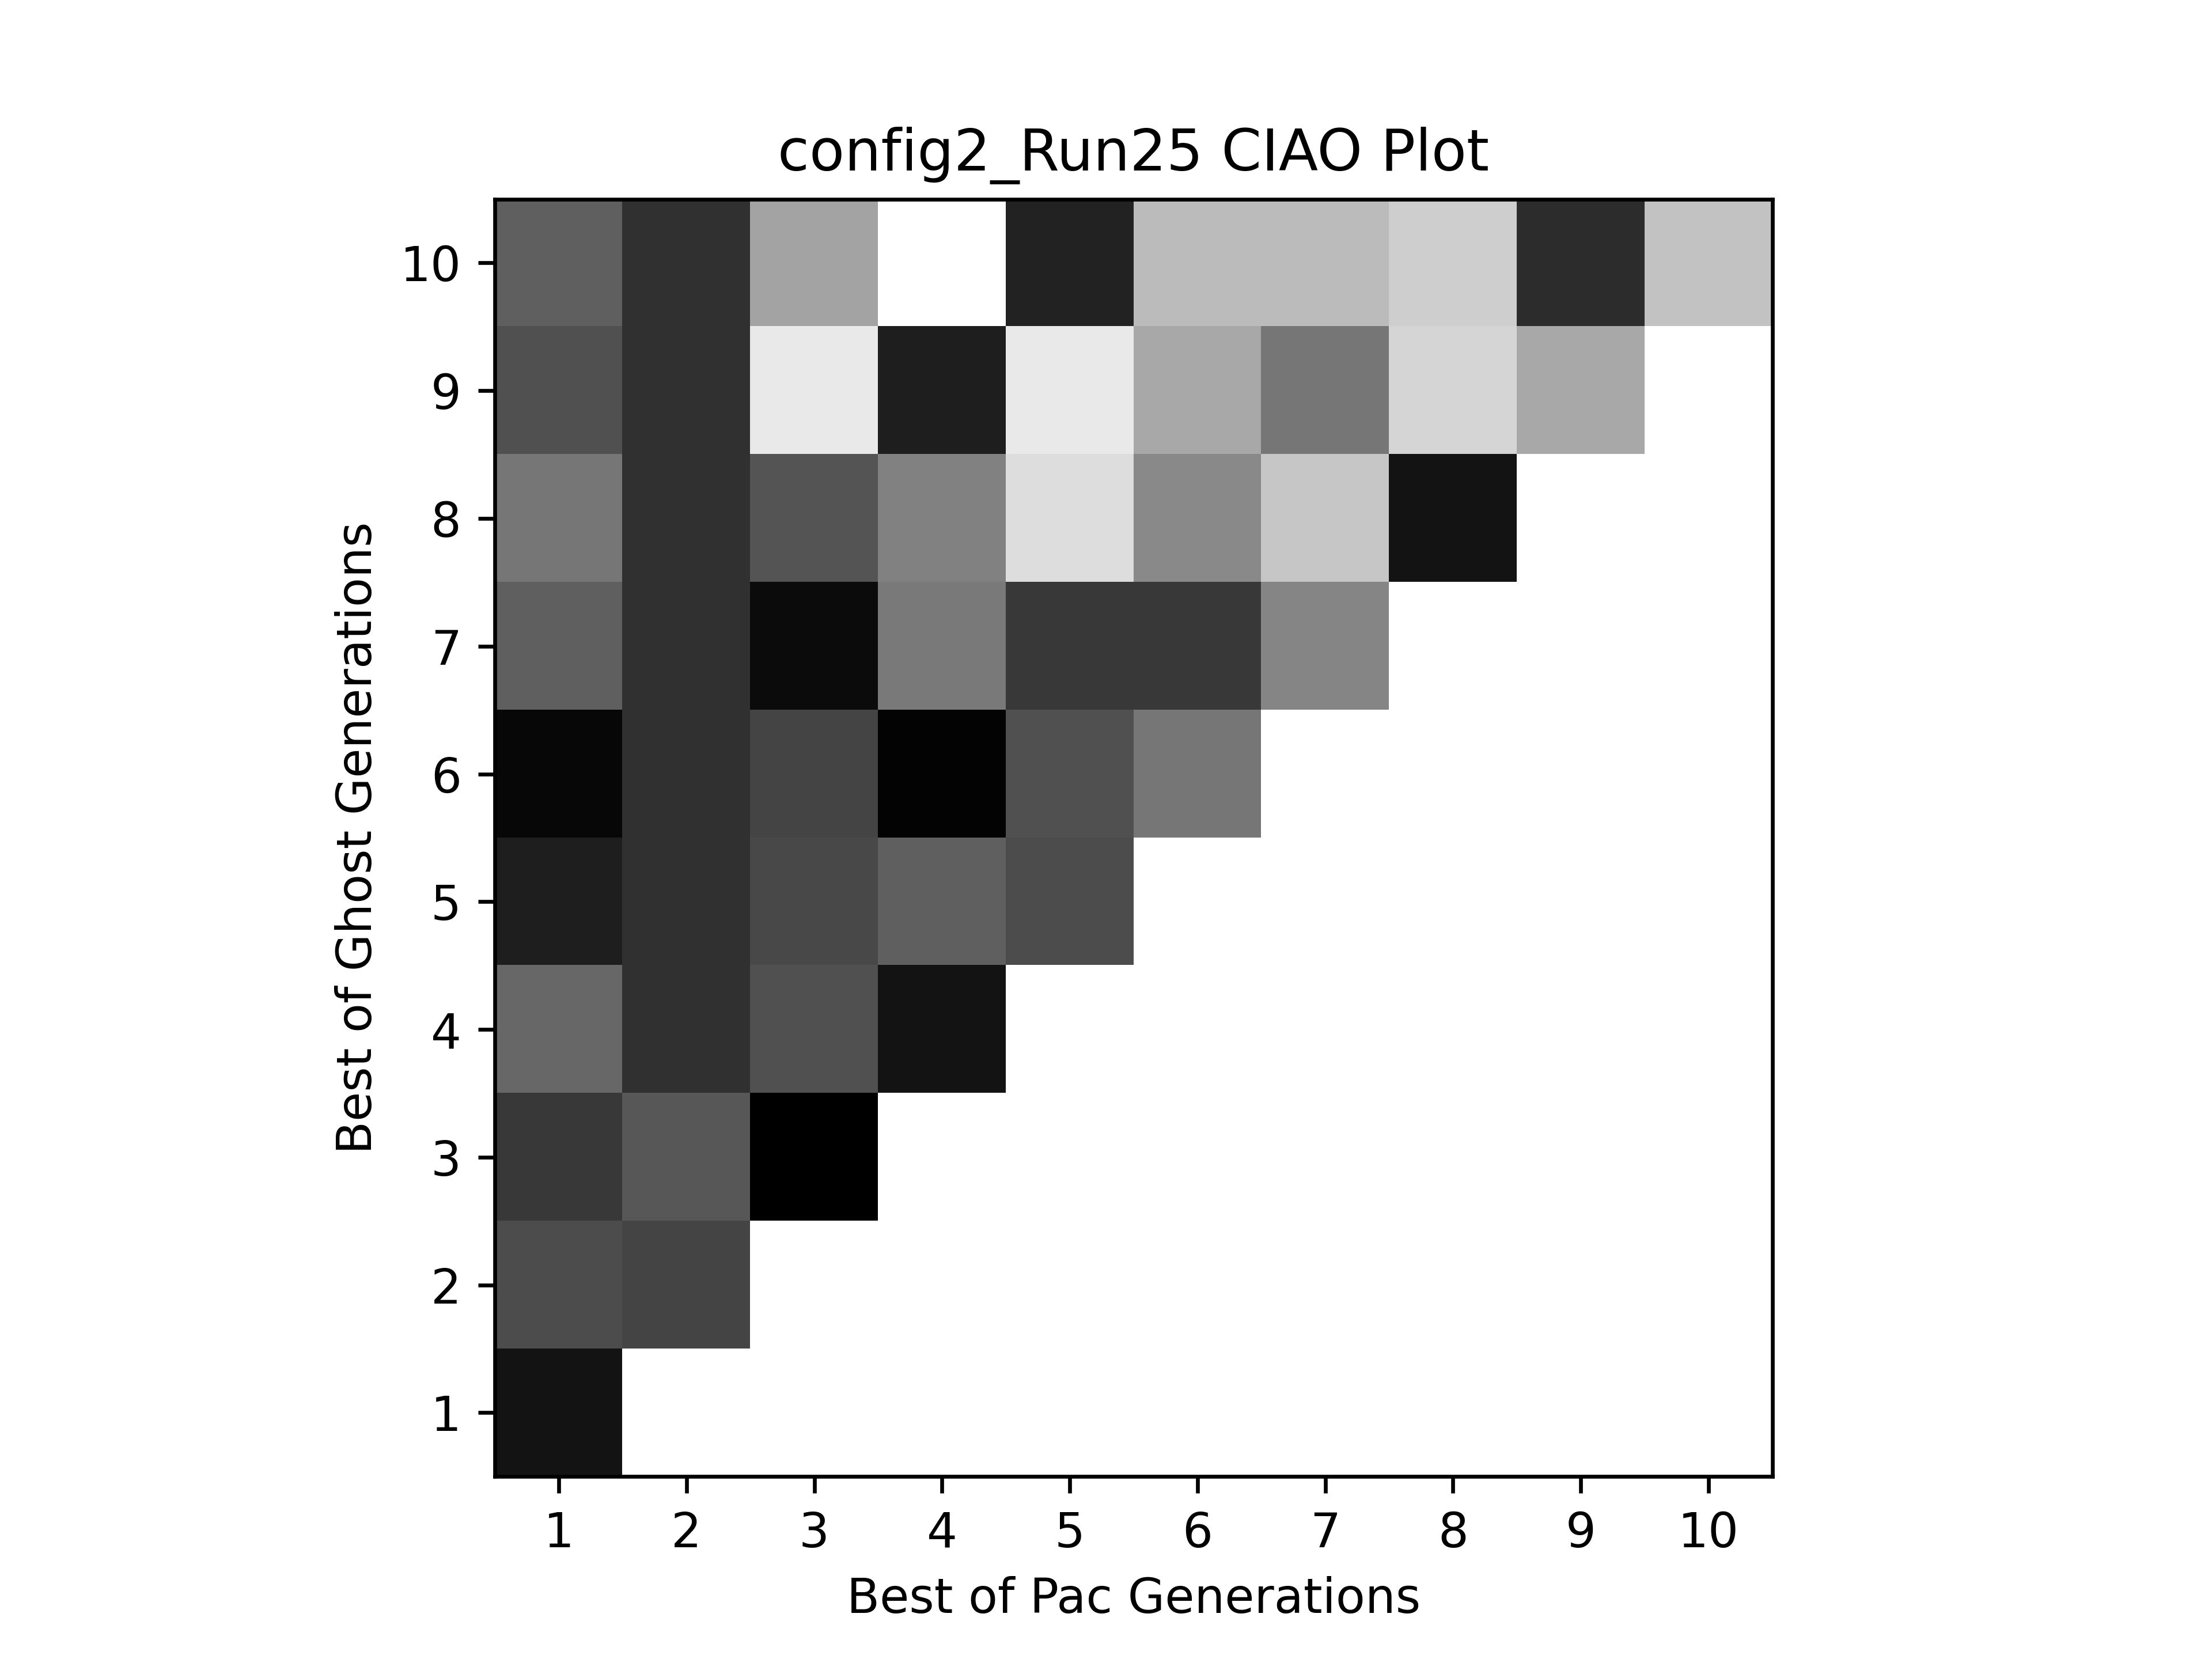 config2_Run25 CIAO Plot
Best of Ghost Generations
10
9
8
7
6
5
4
3
2
1
1 2 3 4 5 6 7 8 9 10
Best of Pac Generations